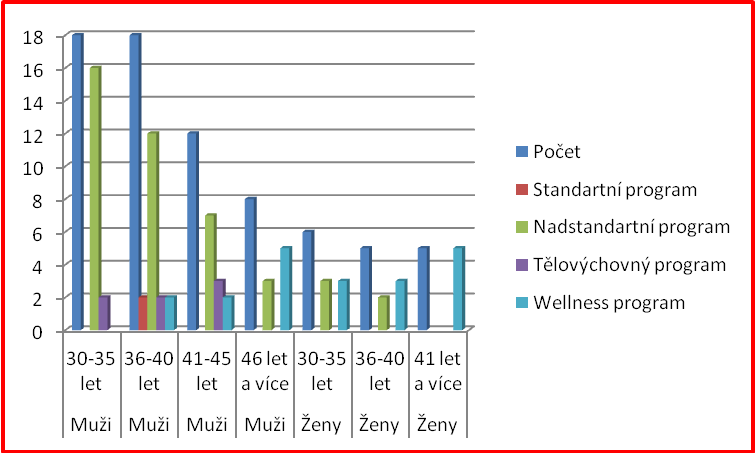 18
16
14
12
10
8
6
4
2
0
30-35 36-40 41-45 46 let 30-35 36-40 41 let
let let let a více let let a více
Muži Muži Muži Muži Ženy Ženy Ženy
Počet
Standartní program
Nadstandartní program
Tělovýchovný program
Wellness program